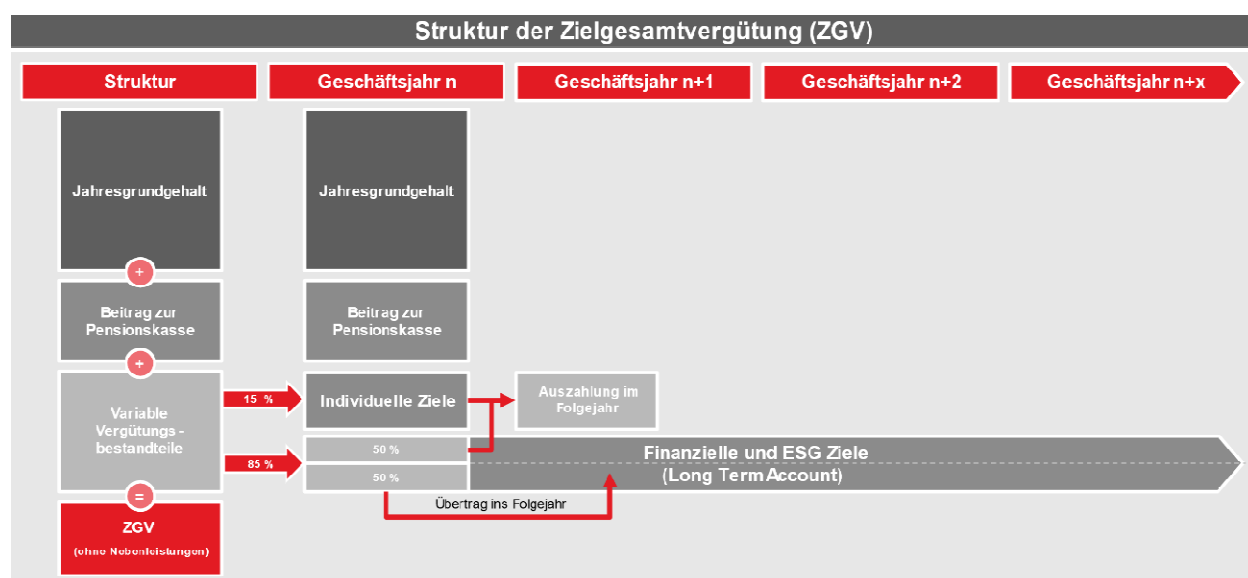 Struktur der Zielgesamtvergütung (ZGV)
Struktur
Geschäftsjahr n
Geschäftsjahr n+1
Geschäftsjahr n+2
Geschäftsjahr n+x
Jahresgrundgehalt
Jahresgrundgehalt
+
Beitrag zur
Pensionskasse
Beitrag zur
Pensionskasse
+
Variable
Vergütungs-
bestandteile
15 %
Individuelle Ziele
Auszahlung im
Folgejahr
85 %
50 %
50 %
Finanzielle und ESG Ziele
(Long Term Account)
Übertrag ins Folgejahr
=
ZGV
(ohne Nebenleistungen)